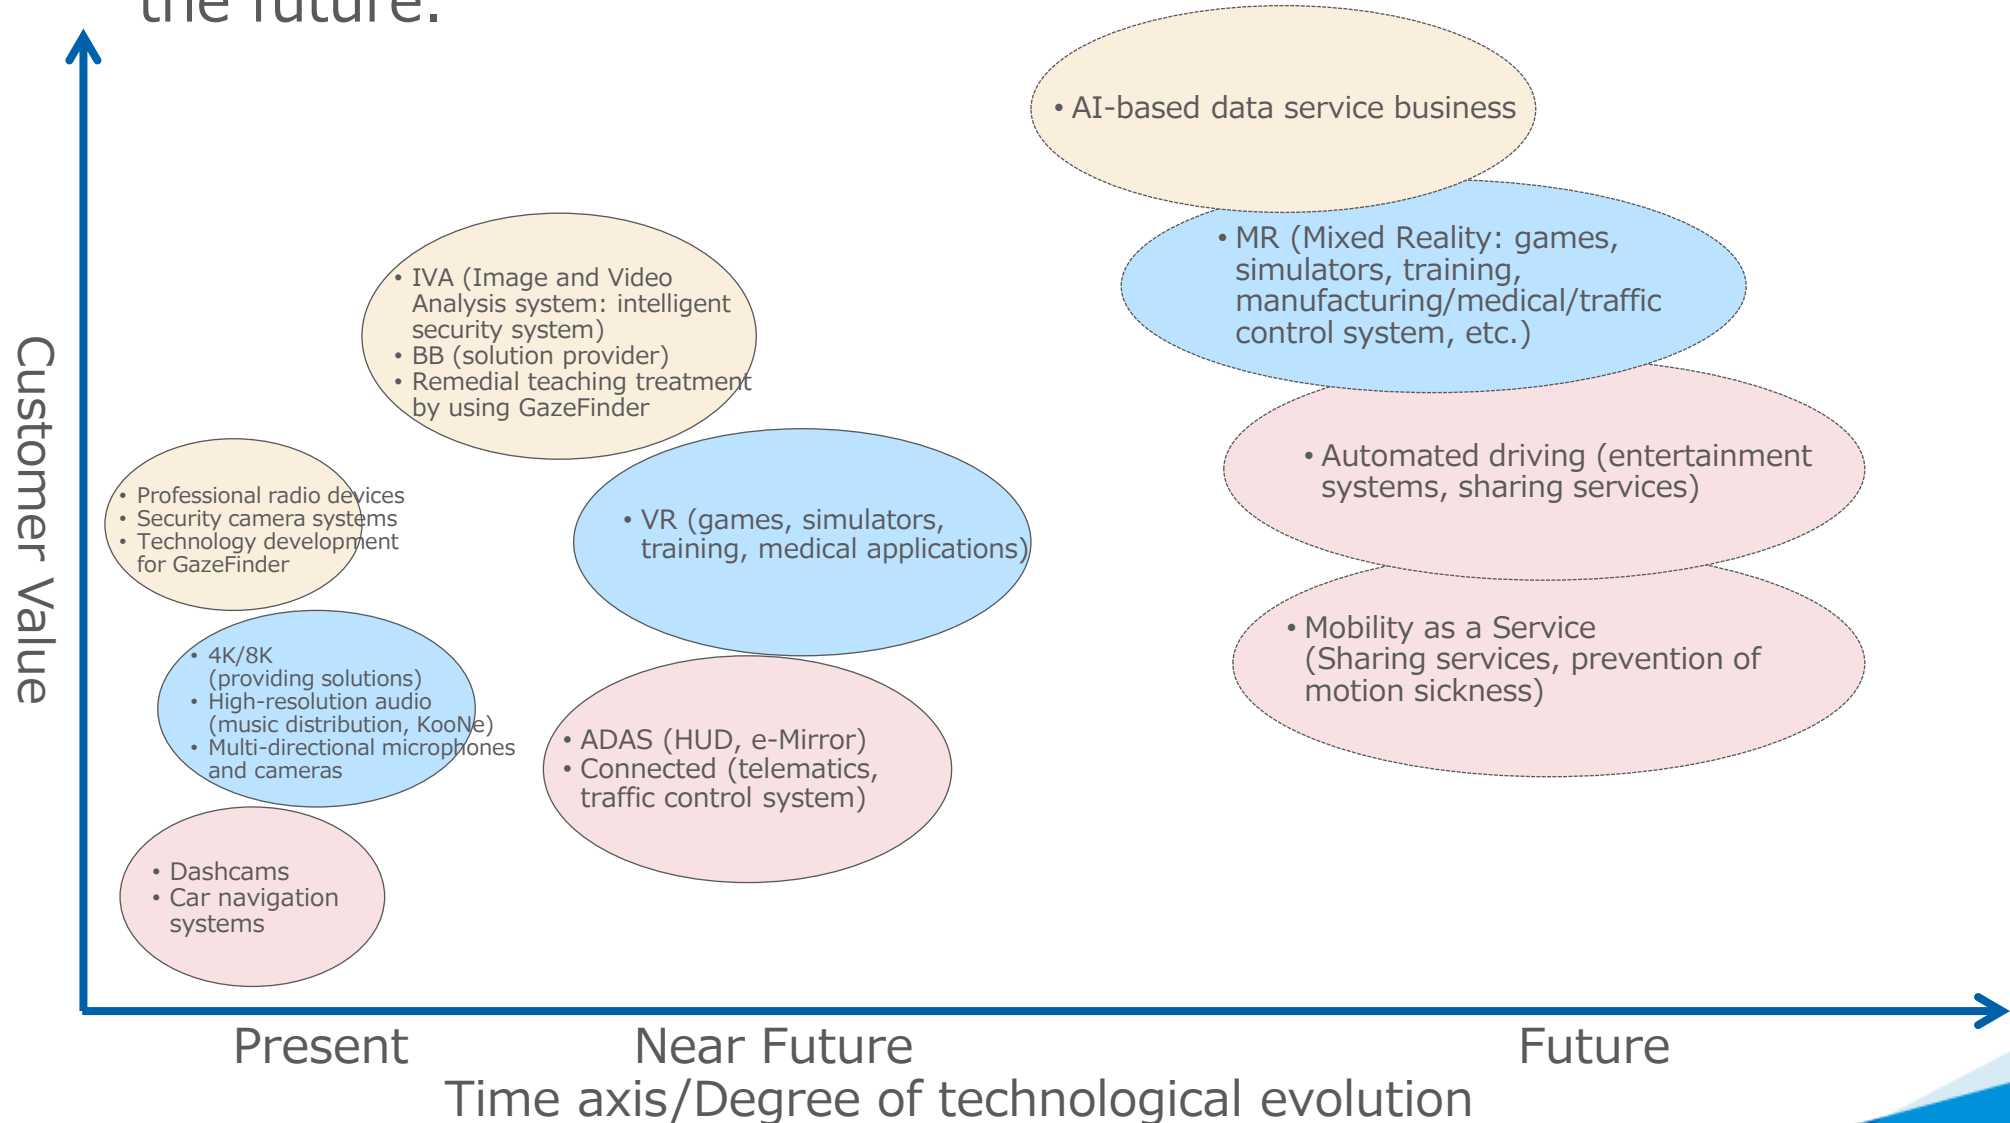 the future.
• AI-based data service business
• MR (Mixed Reality: games,
simulators, training,
manufacturing/medical/traffic
control system, etc.)
• IVA (Image and Video
Analysis system: intelligent
security system)
• BB (solution provider)
• Remedial teaching treatment
by using GazeFinder
• Automated driving (entertainment
systems, sharing services)
• Professional radio devices
• Security camera systems
• Technology development
for GazeFinder
• VR (games, simulators,
training, medical applications)
• Mobility as a Service
(Sharing services, prevention of
motion sickness)
• 4K/8K
(providing solutions)
• High-resolution audio
(music distribution, KooNe)
• Multi-directional microphones
and cameras
• ADAS (HUD, e-Mirror)
• Connected (telematics,
traffic control system)
• Dashcams
• Car navigation
systems
Customer Value
Present
Near Future
Future
Time axis/Degree of technological evolution